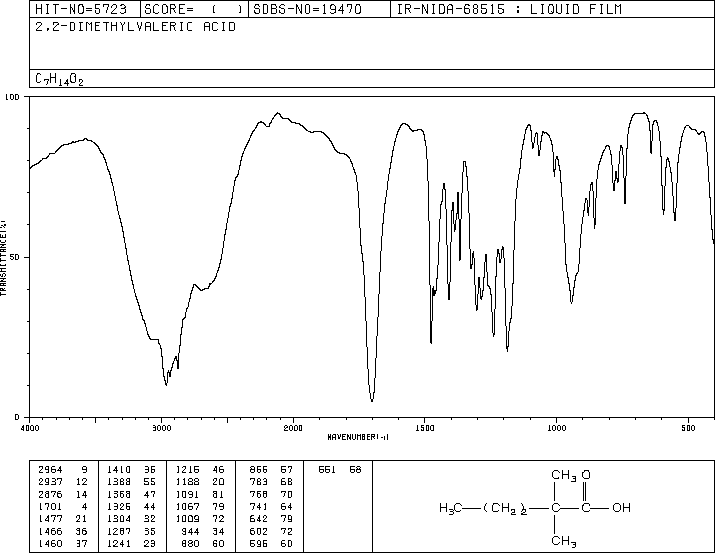 HIT-NO=5723 SCORE= ( ) SDBS-NO=19470 IR-NIDA-68515 : LIQUID FILM
2,2-DIMETHYLVALERIC ACID
C7H14O2
100
50
0
TRANSMITTANCE(%)
4000 3000 2000 1500 1000 500
WAVENUMBER(-1)
2964 9 1410 36 1215 46 866 67 551 58
2937 12 1388 55 1188 20 783 68
2876 14 1368 47 1091 81 768 70
1701 4 1326 44 1067 79 741 64
1477 21 1304 32 1009 72 642 79
1466 36 1287 35 944 34 602 72
1460 37 1241 23 880 60 596 60
CH3 O
H3C—(CH2)2 C C OH
CH3